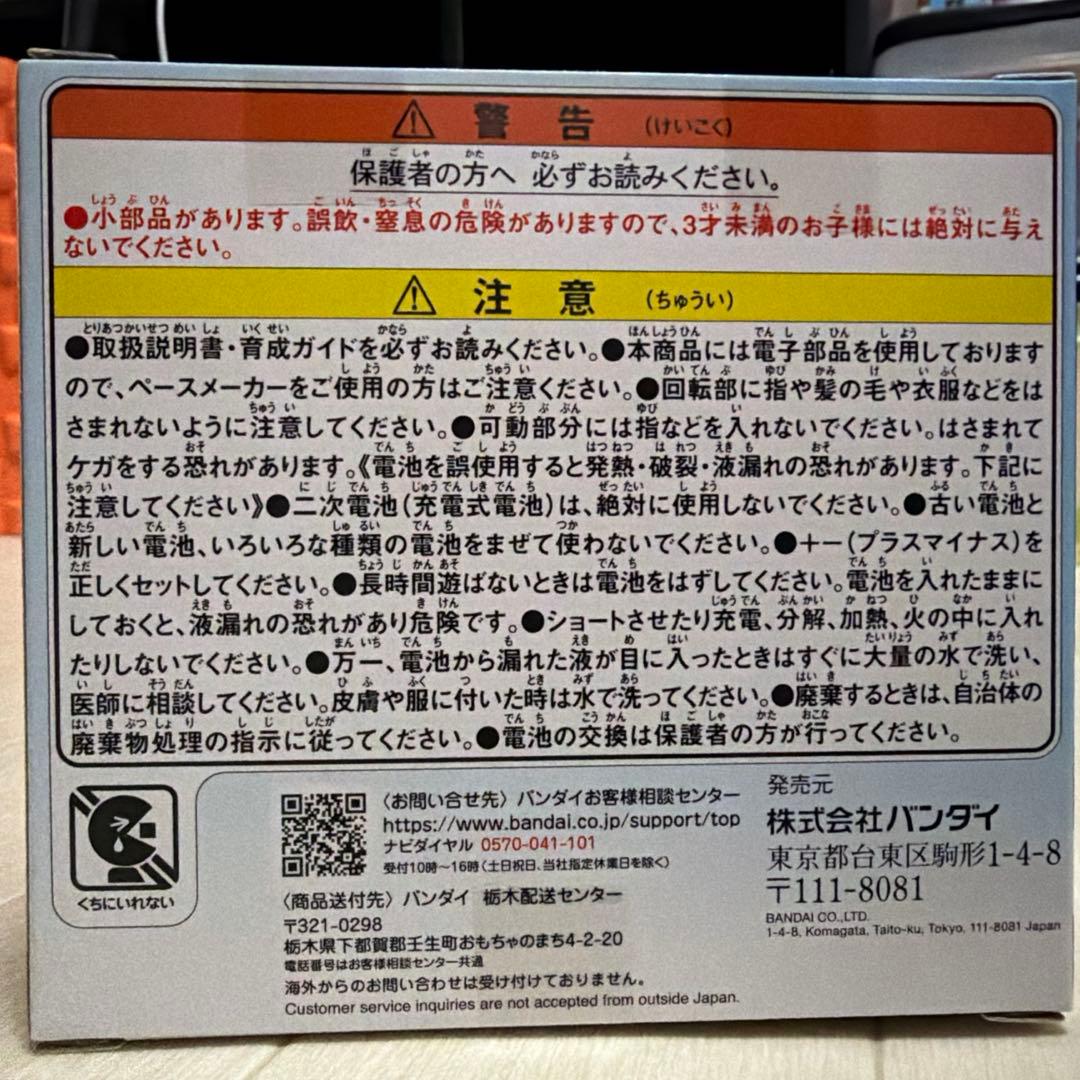 ⚠ 警告 (けいこく)
保護者の方へ 必ずお読みください。
●小部品があります。誤飲・窒息の危険がありますので、3才未満のお子様には絶対に与え
ないでください。
⚠ 注意 (ちゅうい)
●取扱説明書・育成ガイドを必ずお読みください。●本商品には電子部品を使用しております
ので、ペースメーカーをご使用の方はご注意ください。●回転部に指や髪の毛や衣服などをは
さまれないように注意してください。●可動部分には指などを入れないでください。はさまれて
ケガをする恐れがあります。《電池を誤使用すると発熱・破裂・液漏れの恐れがあります。下記に
注意してください》●二次電池(充電式電池)は、絶対に使用しないでください。●古い電池と
新しい電池、いろいろな種類の電池をまぜて使わないでください。●+-(プラスマイナス)を
正しくセットしてください。●長時間遊ばないときは電池をはずしてください。電池を入れたままに
しておくと、液漏れの恐れがあり危険です。●ショートさせたり充電、分解、加熱、火の中に入れ
たりしないでください。●万一、電池から漏れた液が目に入ったときはすぐに大量の水で洗い、
医師に相談してください。皮膚や服に付いた時は水で洗ってください。●廃棄するときは、自治体の
廃棄物処理の指示に従ってください。●電池の交換は保護者の方が行ってください。
くちにいれない
〈お問い合せ先〉バンダイお客様相談センター
https://www.bandai.co.jp/support/top
ナビダイヤル 0570-041-101
受付10時~16時(土日祝日、当社指定休業日を除く)
〈商品送付先〉バンダイ 栃木配送センター
〒321-0298
栃木県下都賀郡壬生町おもちゃのまち4-2-20
電話番号はお客様相談センター共通
海外からのお問い合わせは受け付けておりません。
Customer service inquiries are not accepted from outside Japan.
発売元
株式会社バンダイ
東京都台東区駒形1-4-8
〒111-8081
BANDAI CO.,LTD.
1-4-8, Komagata, Taito-ku, Tokyo, 111-8081 Japan